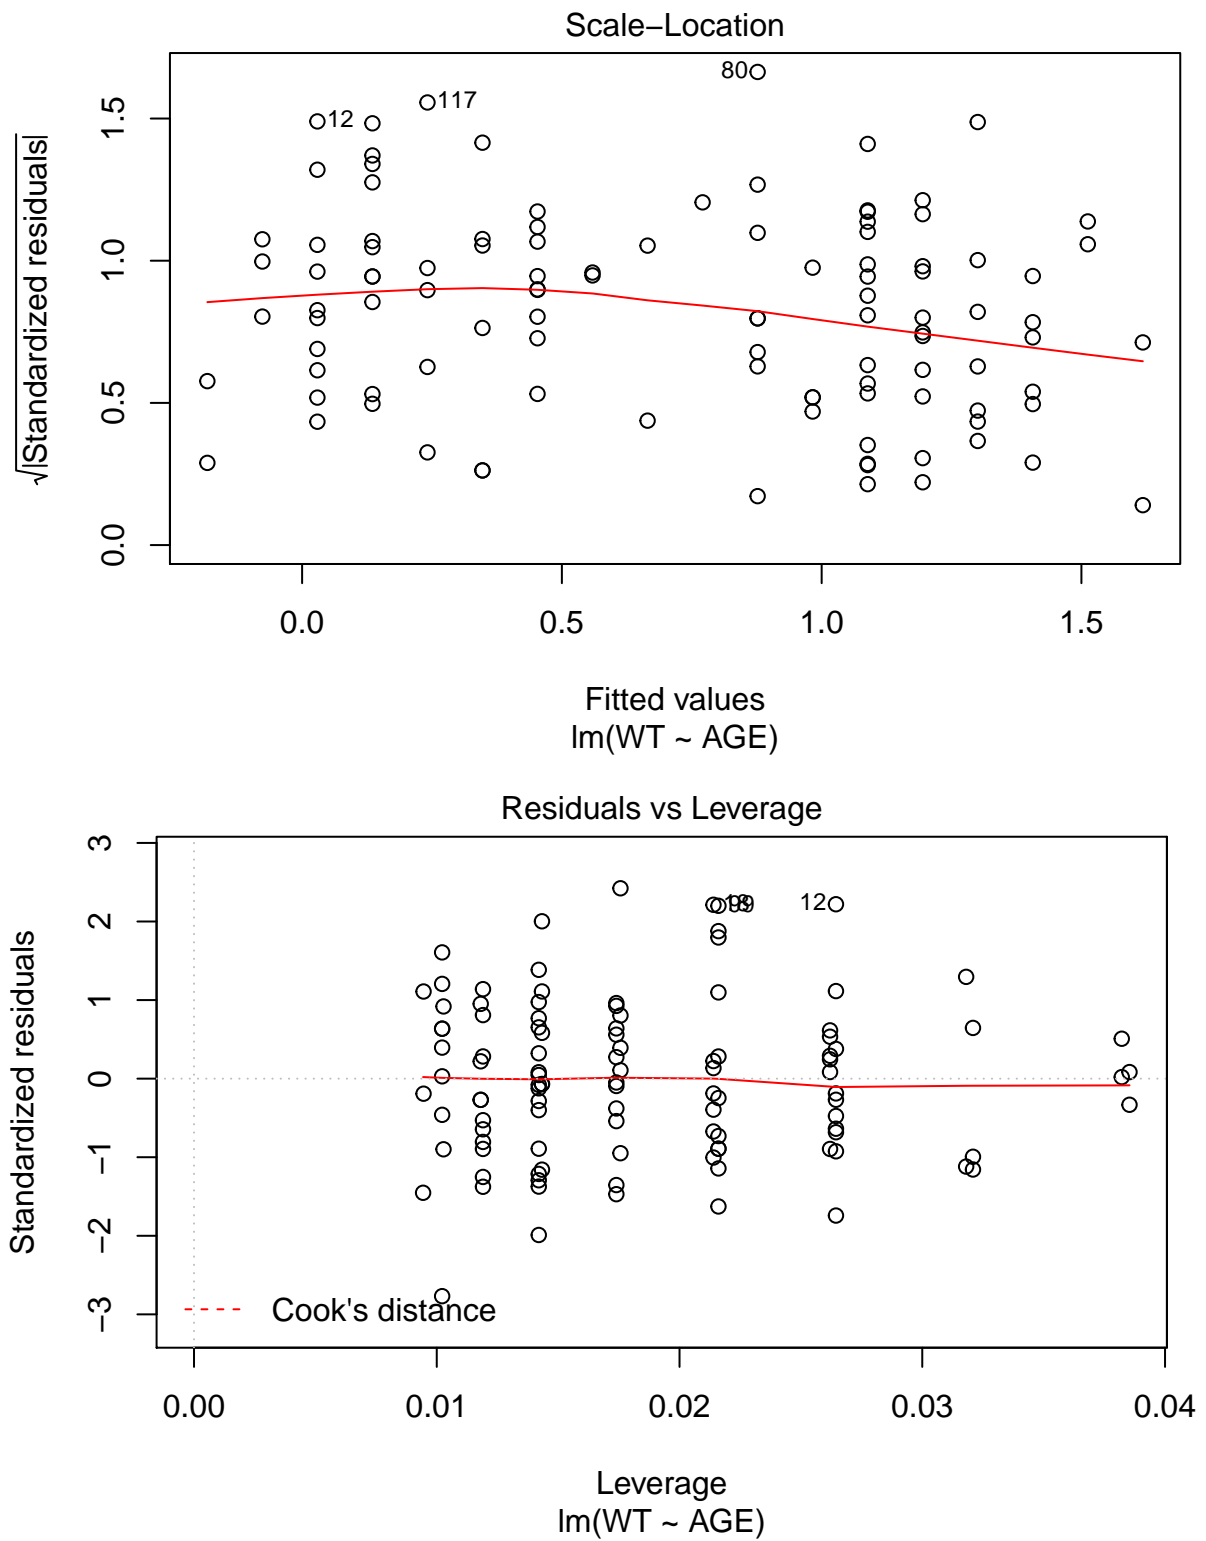 Scale−Location
80
117
12
√|Standardized residuals|
0.0
0.5
1.0
1.5
0.0 0.5 1.0 1.5
Fitted values
lm(WT ~ AGE)
Residuals vs Leverage
3
2
1
0
−1
−2
−3
12
Standardized residuals
Cook's distance
0.00 0.01 0.02 0.03 0.04
Leverage
lm(WT ~ AGE)